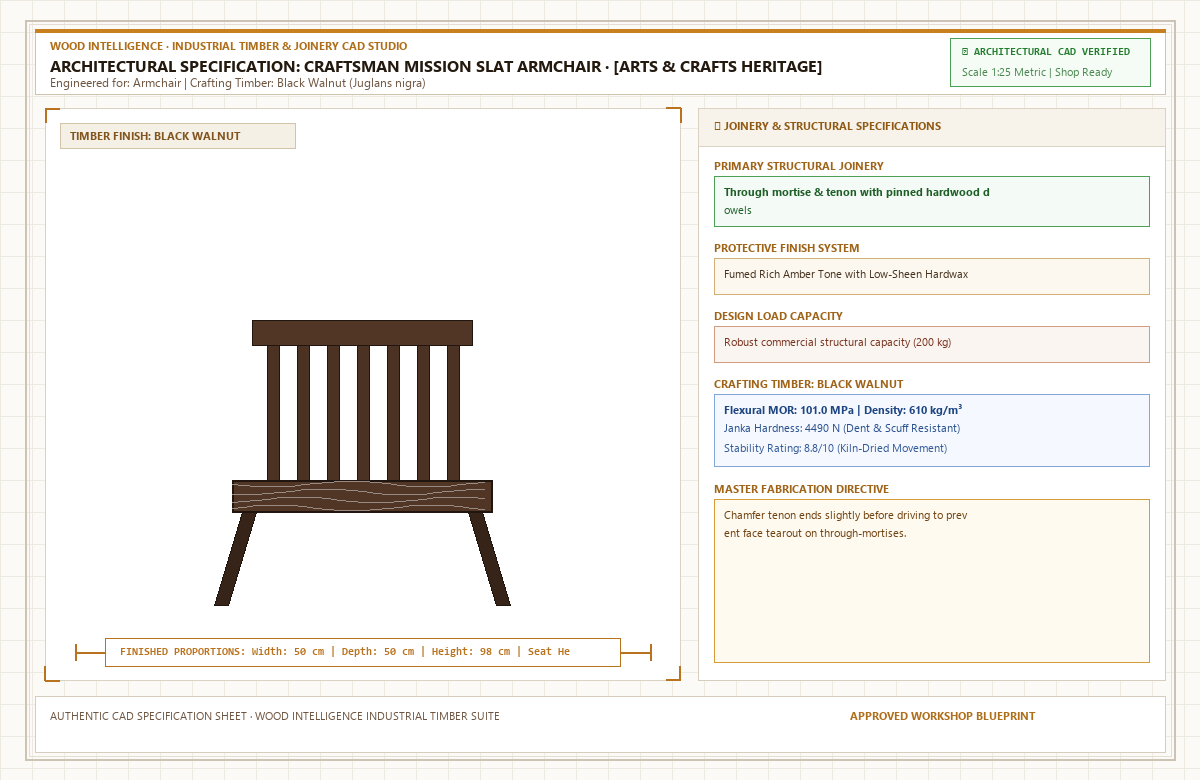 WOOD INTELLIGENCE · INDUSTRIAL TIMBER & JOINERY CAD STUDIO
ARCHITECTURAL SPECIFICATION: CRAFTSMAN MISSION SLAT ARMCHAIR · [ARTS & CRAFTS HERITAGE]
Engineered for: Armchair | Crafting Timber: Black Walnut (Juglans nigra)
ARCHITECTURAL CAD VERIFIED
Scale 1:25 Metric | Shop Ready
TIMBER FINISH: BLACK WALNUT
FINISHED PROPORTIONS: Width: 50 cm | Depth: 50 cm | Height: 98 cm | Seat He
JOINERY & STRUCTURAL SPECIFICATIONS
PRIMARY STRUCTURAL JOINERY
Through mortise & tenon with pinned hardwood d
owels
PROTECTIVE FINISH SYSTEM
Fumed Rich Amber Tone with Low-Sheen Hardwax
DESIGN LOAD CAPACITY
Robust commercial structural capacity (200 kg)
CRAFTING TIMBER: BLACK WALNUT
Flexural MOR: 101.0 MPa | Density: 610 kg/m³
Janka Hardness: 4490 N (Dent & Scuff Resistant)
Stability Rating: 8.8/10 (Kiln-Dried Movement)
MASTER FABRICATION DIRECTIVE
Chamfer tenon ends slightly before driving to prev
ent face tearout on through-mortises.
AUTHENTIC CAD SPECIFICATION SHEET · WOOD INTELLIGENCE INDUSTRIAL TIMBER SUITE
APPROVED WORKSHOP BLUEPRINT